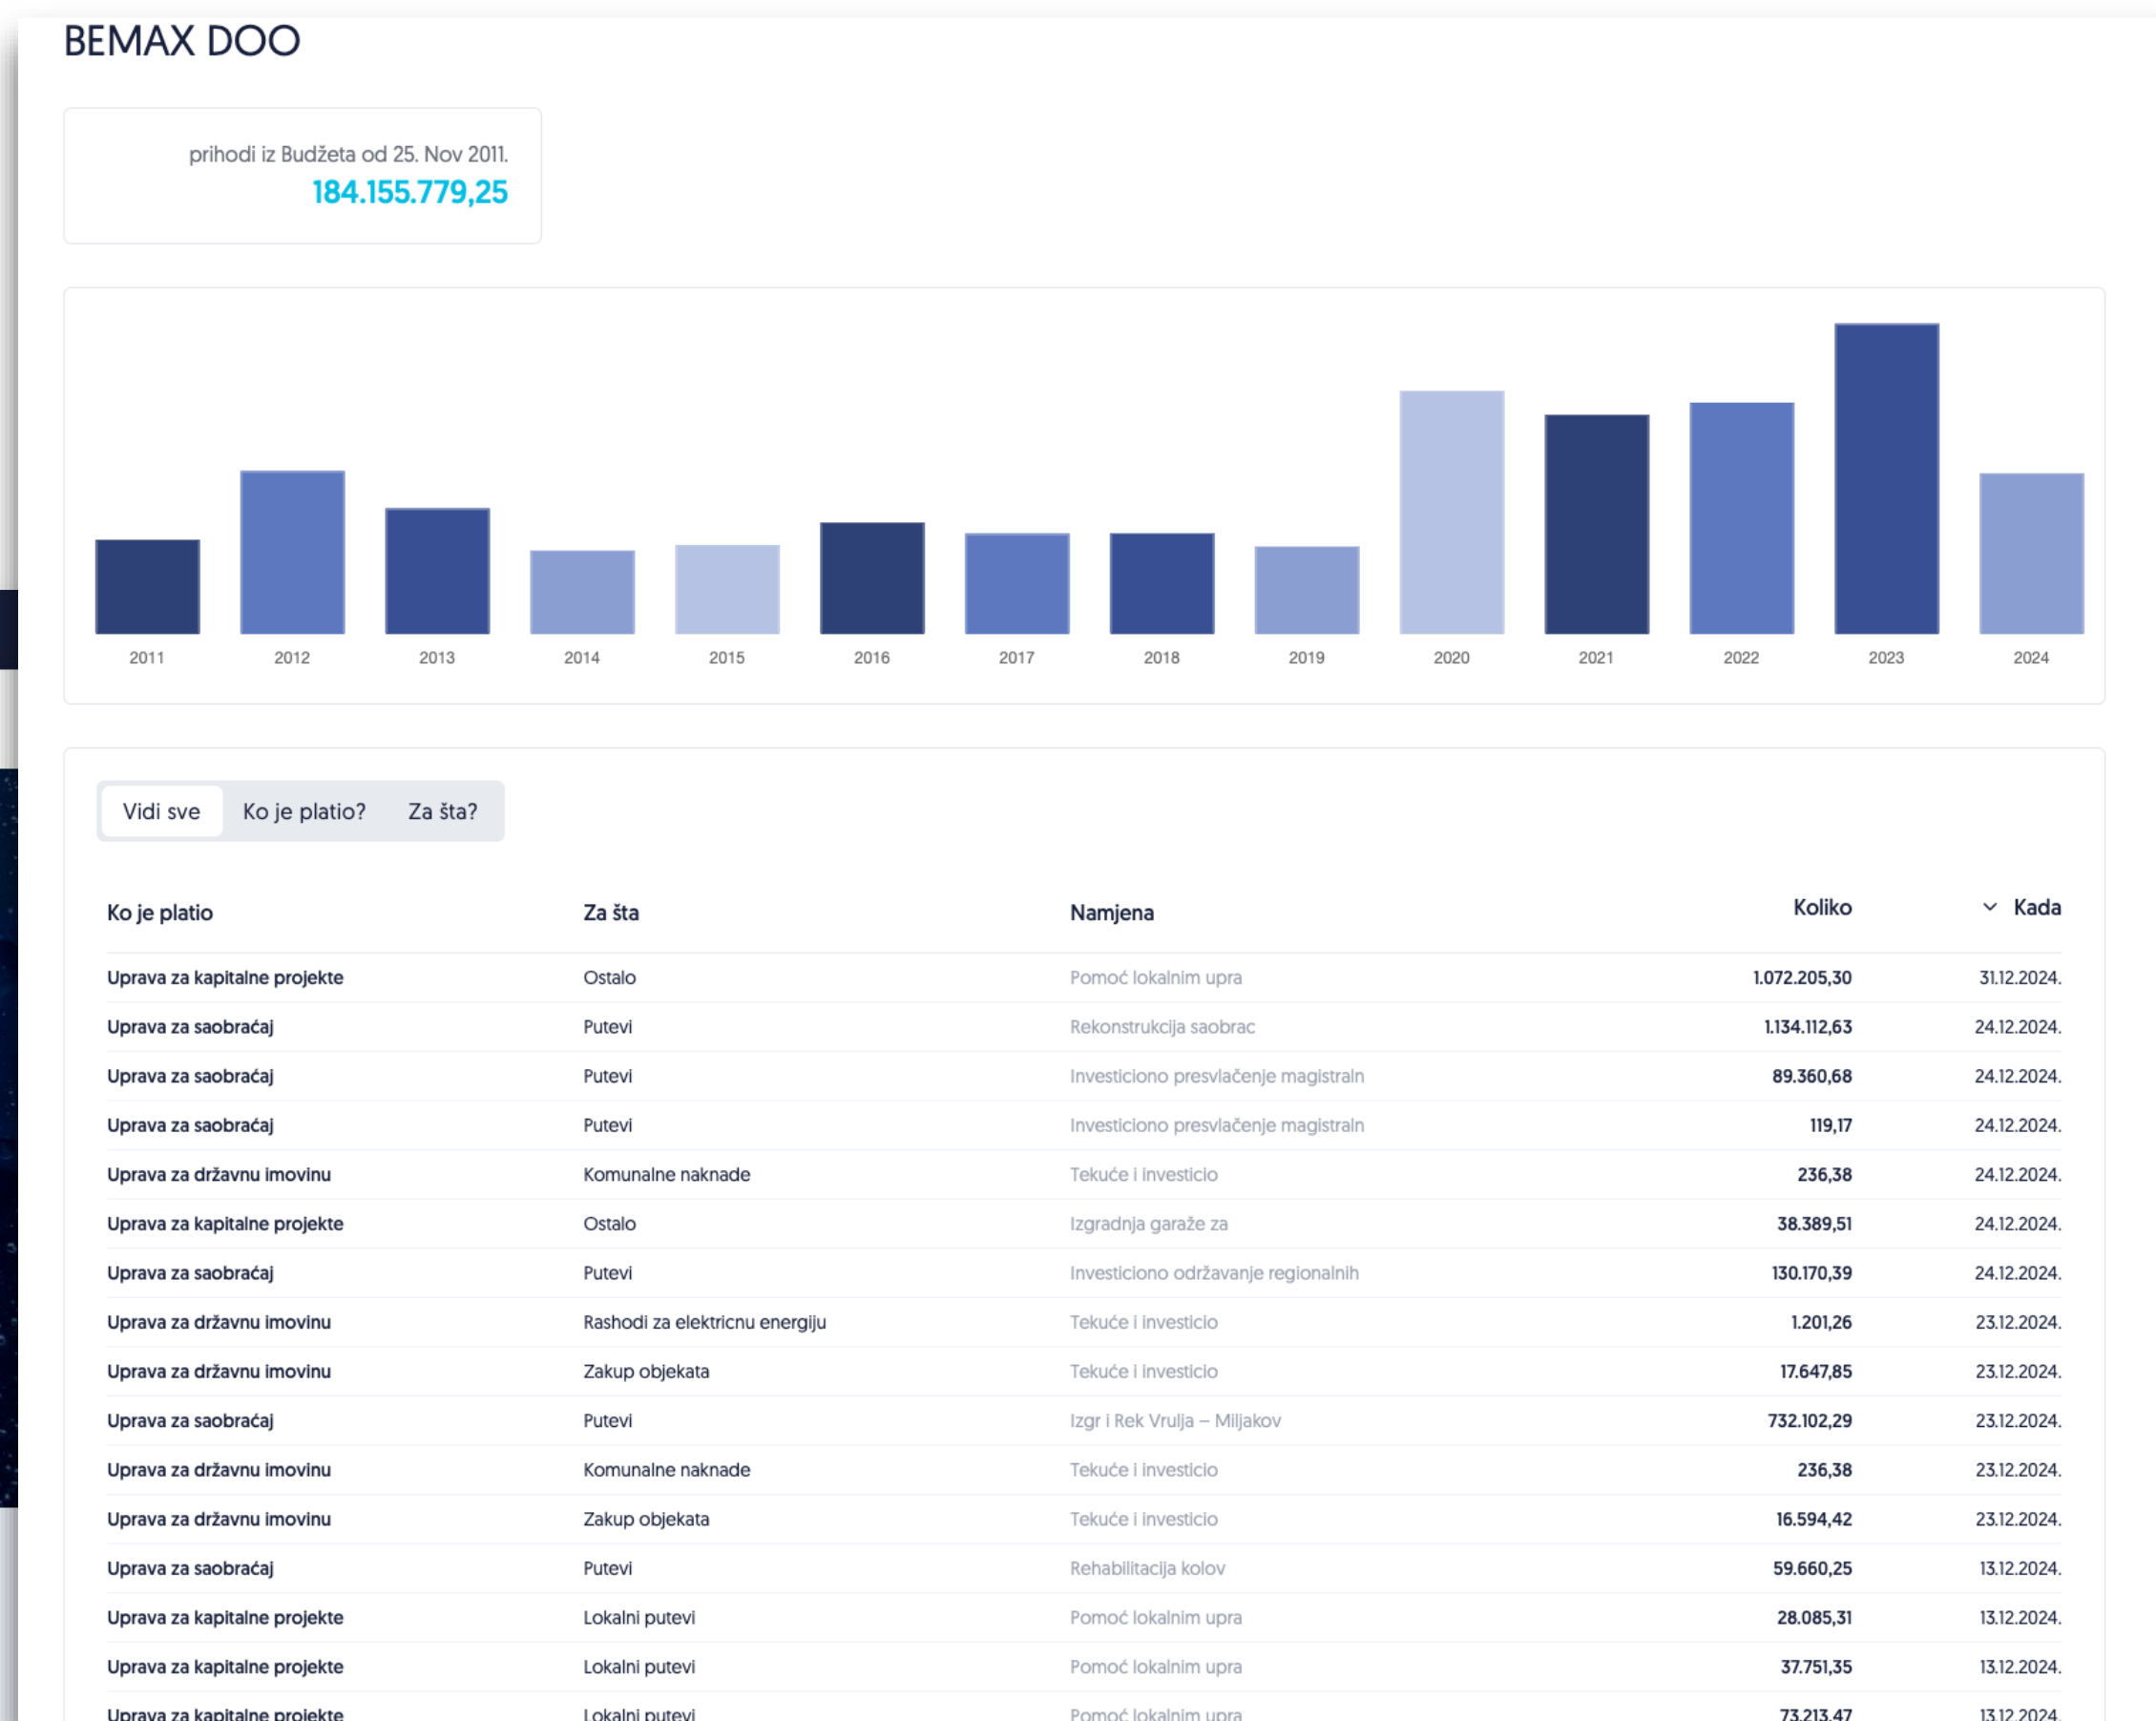 BEMAX DOO
prihodi iz Budžeta od 25. Nov 2011.
184.155.779,25
2011 2012 2013 2014 2015 2016 2017 2018 2019 2020 2021 2022 2023 2024
Vidi sve Ko je platio? Za šta?
Ko je platio Za šta Namjena Koliko Kada
Uprava za kapitalne projekte Ostalo Pomoć lokalnim upra 1.072.205,30 31.12.2024.
Uprava za saobraćaj Putevi Rekonstrukcija saobrac 1.134.112,63 24.12.2024.
Uprava za saobraćaj Putevi Investiciono presvlačenje magistraln 89.360,68 24.12.2024.
Uprava za saobraćaj Putevi Investiciono presvlačenje magistraln 119,17 24.12.2024.
Uprava za državnu imovinu Komunalne naknade Tekuće i investicio 236,38 24.12.2024.
Uprava za kapitalne projekte Ostalo Izgradnja garaže za 38.389,51 24.12.2024.
Uprava za saobraćaj Putevi Investiciono održavanje regionalnih 130.170,39 24.12.2024.
Uprava za državnu imovinu Rashodi za elektricnu energiju Tekuće i investicio 1.201,26 23.12.2024.
Uprava za državnu imovinu Zakup objekata Tekuće i investicio 17.647,85 23.12.2024.
Uprava za saobraćaj Putevi Izgr i Rek Vrulja – Miljakov 732.102,29 23.12.2024.
Uprava za državnu imovinu Komunalne naknade Tekuće i investicio 236,38 23.12.2024.
Uprava za državnu imovinu Zakup objekata Tekuće i investicio 16.594,42 23.12.2024.
Uprava za saobraćaj Putevi Rehabilitacija kolov 59.660,25 13.12.2024.
Uprava za kapitalne projekte Lokalni putevi Pomoć lokalnim upra 28.085,31 13.12.2024.
Uprava za kapitalne projekte Lokalni putevi Pomoć lokalnim upra 37.751,35 13.12.2024.
Uprava za kapitalne projekte Lokalni putevi Pomoć lokalnim upra 73.213,47 13.12.2024.